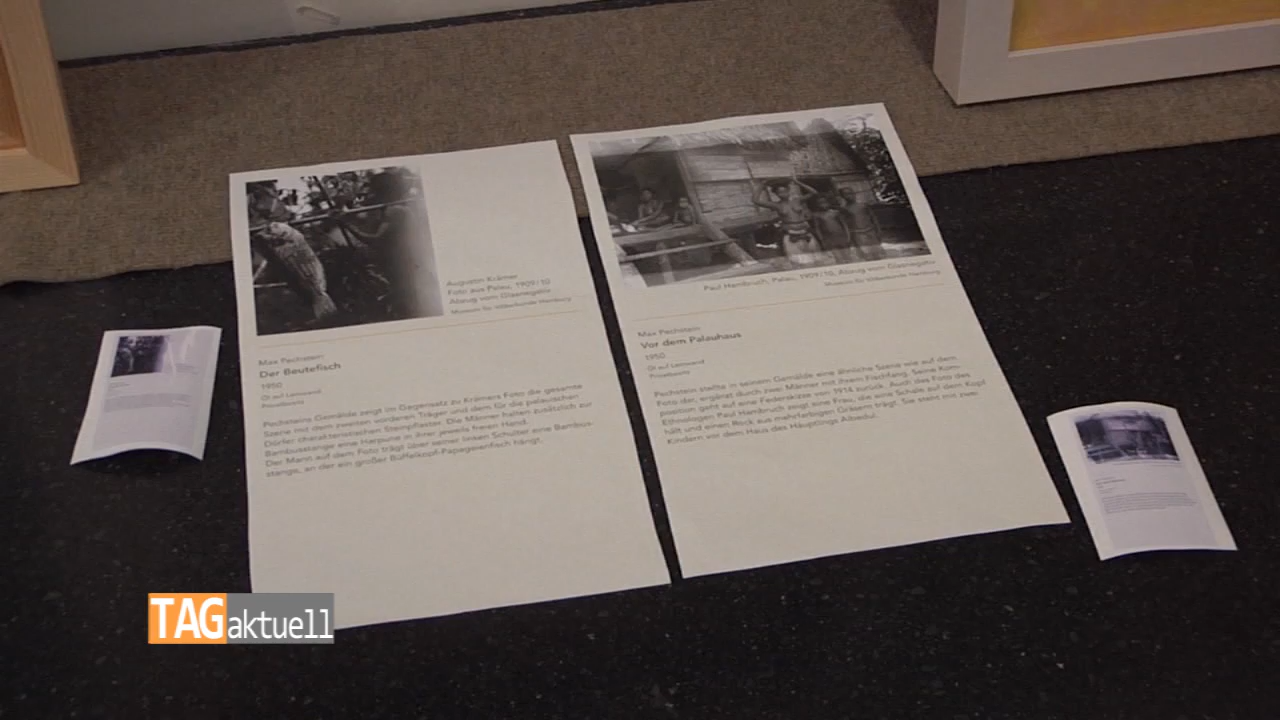 Augustin Krämer
Foto aus Palau, 1909/10
Abzug vom Glasnegativ
Museum für Völkerkunde Hamburg
Max Pechstein
Der Beutefisch
1950
Öl auf Leinwand
Privatbesitz
Pechsteins Gemälde zeigt im Gegensatz zu Krämers Foto die gesamte
Szene mit dem zweiten vorderen Träger und dem für die palauischen
Dörfer charakteristischen Steinpflaster. Die Männer halten zusätzlich zur
Bambusstange eine Harpune in ihrer jeweils freien Hand.
Der Mann auf dem Foto trägt über seiner linken Schulter eine Bambus-
stange, an der ein großer Büffelkopf-Papageienfisch hängt.
Paul Hambruch, Palau, 1909/10, Abzug vom Glasnegativ
Museum für Völkerkunde Hamburg
Max Pechstein
Vor dem Palauhaus
1950
Öl auf Leinwand
Privatbesitz
Pechstein stellte in seinem Gemälde eine ähnliche Szene wie auf dem
Foto dar, ergänzt durch zwei Männer mit ihrem Fischfang. Seine Kom-
position geht auf eine Federskizze von 1914 zurück. Auch das Foto des
Ethnologen Paul Hambruch zeigt eine Frau, die eine Schale auf dem Kopf
hält und einen Rock aus mehrfarbigen Gräsern trägt. Sie steht mit zwei
Kindern vor dem Haus des Häuptlings Aibedul.
TAGaktuell